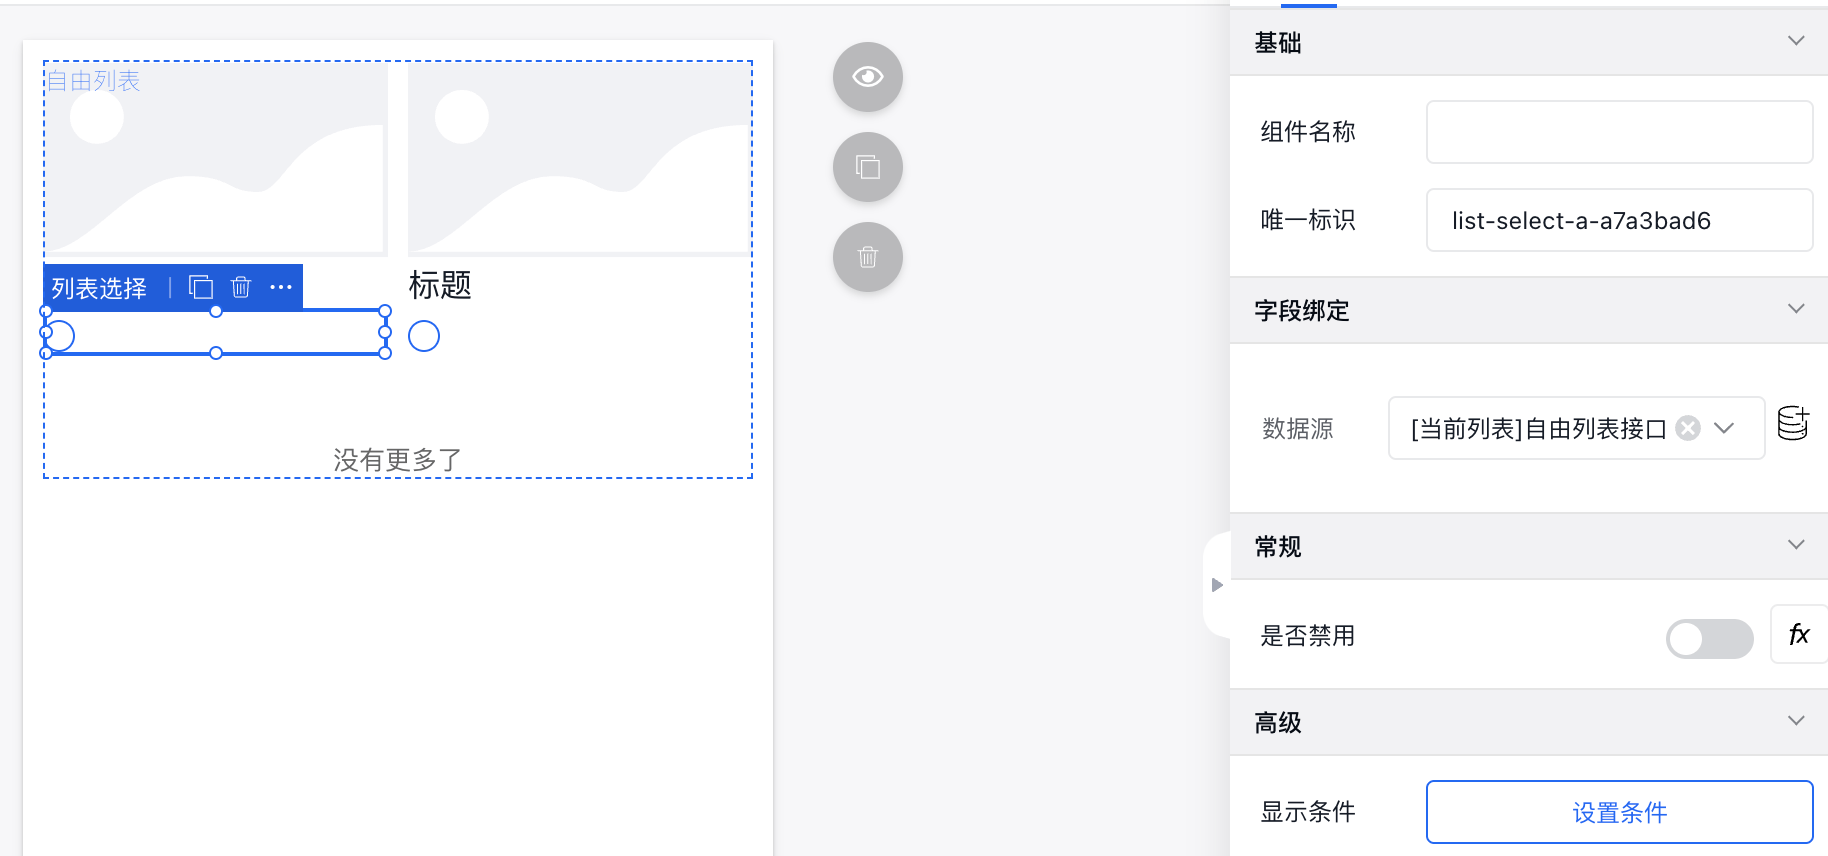 自由列表
列表选择
标题
没有更多了
基础
组件名称
唯一标识
list-select-a-a7a3bad6
字段绑定
数据源
[当前列表]自由列表接口
常规
是否禁用
fx
高级
显示条件
设置条件